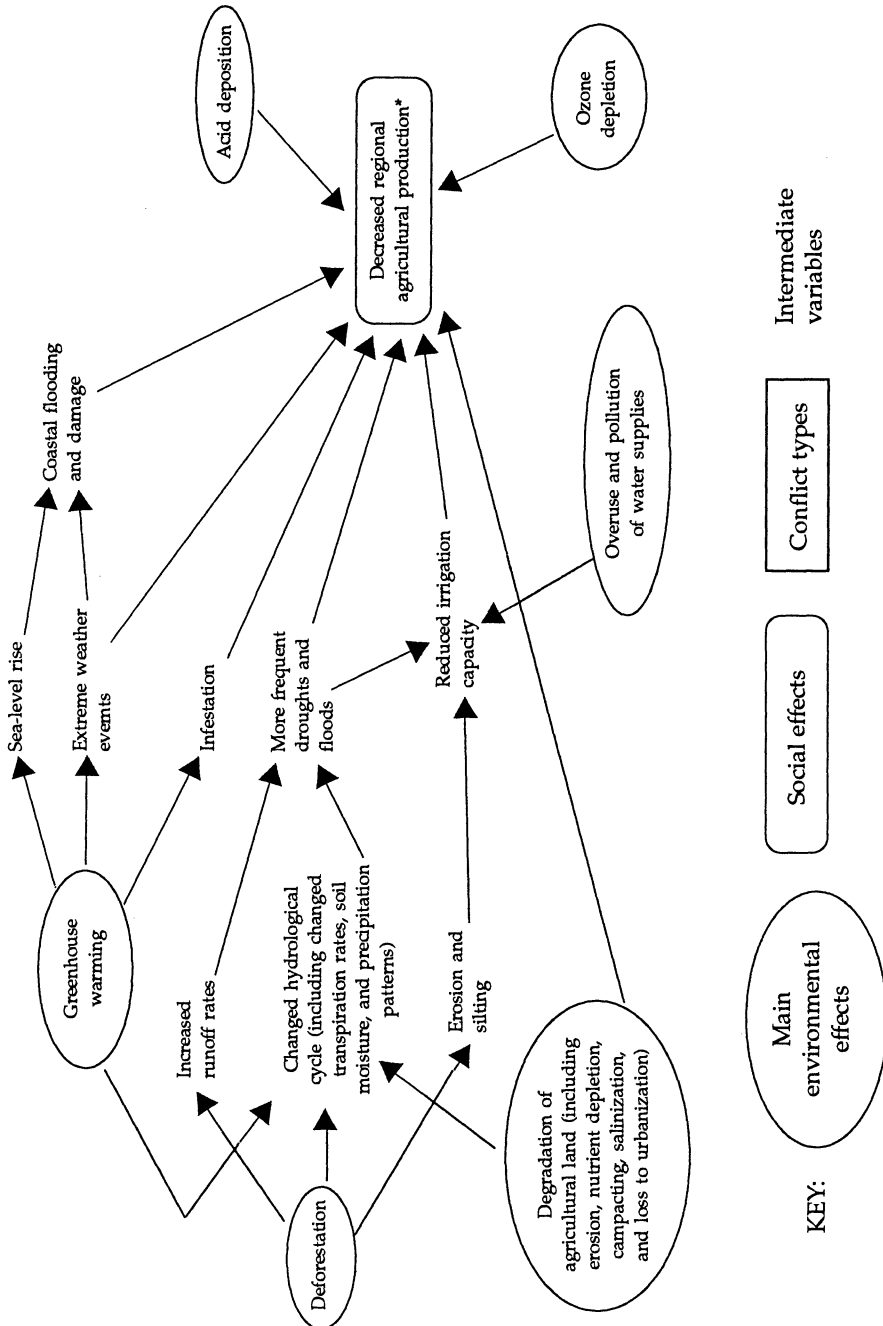 Greenhouse
warming
Sea-level rise
Extreme weather
evemts
Coastal flooding
and damage
Acid deposition
Infestation
Increased
runoff rates
More frequent
droughts and
floods
Decreased regional
agricultural production*
Deforestation
Changed hydrological
cycle (including changed
transpiration rates, soil
moisture, and precipitation
patterns)
Reduced irrigation
capacity
Erosion and
silting
Ozone
depletion
Overuse and pollution
of water supplies
Degradation of
agricultural land (including
erosion, nutrient depletion,
campacting, salinization,
and loss to urbanization)
KEY:
Main
environmental
effects
Social effects
Conflict types
Intermediate
variables